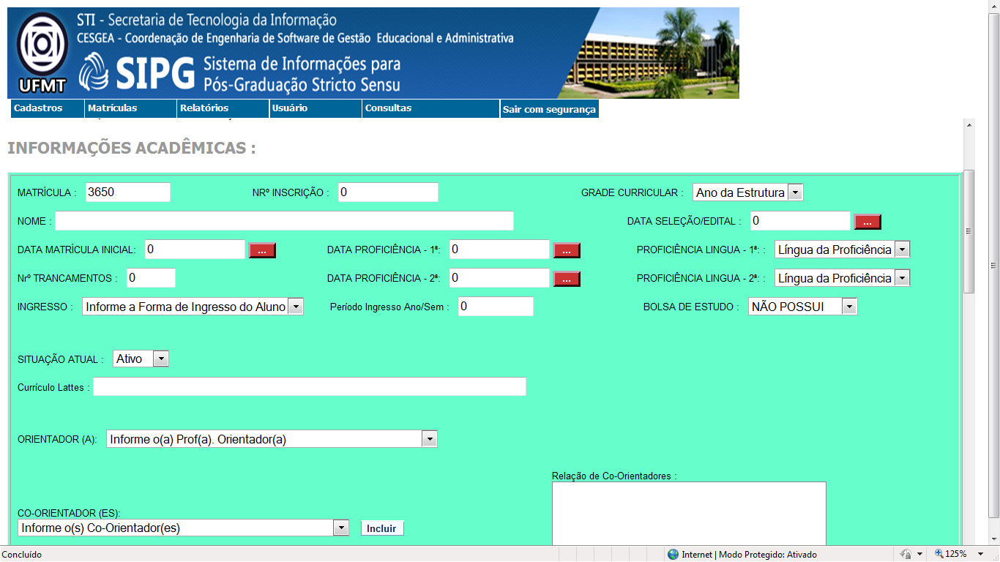 STI - Secretaria de Tecnologia da Informação
CESGEA - Coordenação de Engenharia de Software de Gestão Educacional e Administrativa
UFMT
SIPG Sistema de Informações para
Pós-Graduação Stricto Sensu
Cadastros Matrículas Relatórios Usuário Consultas Sair com segurança
INFORMAÇÕES ACADÊMICAS :
MATRÍCULA : 3650 NRº INSCRIÇÃO : 0 GRADE CURRICULAR : Ano da Estrutura
NOME : DATA SELEÇÃO/EDITAL : 0 ...
DATA MATRÍCULA INICIAL: 0 ... DATA PROFICIÊNCIA - 1ª: 0 ... PROFICIÊNCIA LINGUA - 1ª: : Língua da Proficiência
Nrº TRANCAMENTOS : 0 DATA PROFICIÊNCIA - 2ª: 0 ... PROFICIÊNCIA LINGUA - 2ª: : Língua da Proficiência
INGRESSO : Informe a Forma de Ingresso do Aluno Período Ingresso Ano/Sem : 0 BOLSA DE ESTUDO : NÃO POSSUI
SITUAÇÃO ATUAL : Ativo
Currículo Lattes :
ORIENTADOR (A): Informe o(a) Prof(a). Orientador(a)
Relação de Co-Orientadores :
CO-ORIENTADOR (ES):
Informe o(s) Co-Orientador(es) Incluir
Concluído Internet | Modo Protegido: Ativado 125%